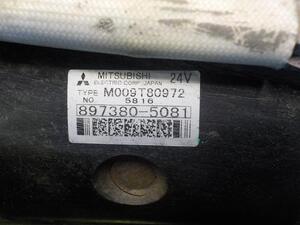 MITSUBISHI 24V
ELECTRIC CORP. JAPAN
TYPE M009T80972
NO 5816
897380-5081